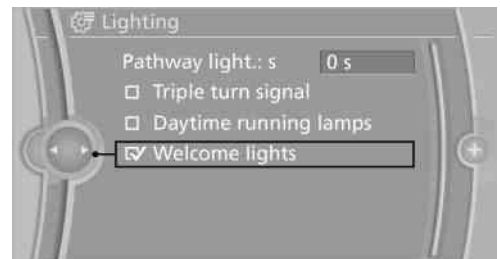 Lighting
Pathway light.: s 0 s
Triple turn signal
Daytime running lamps
Welcome lights